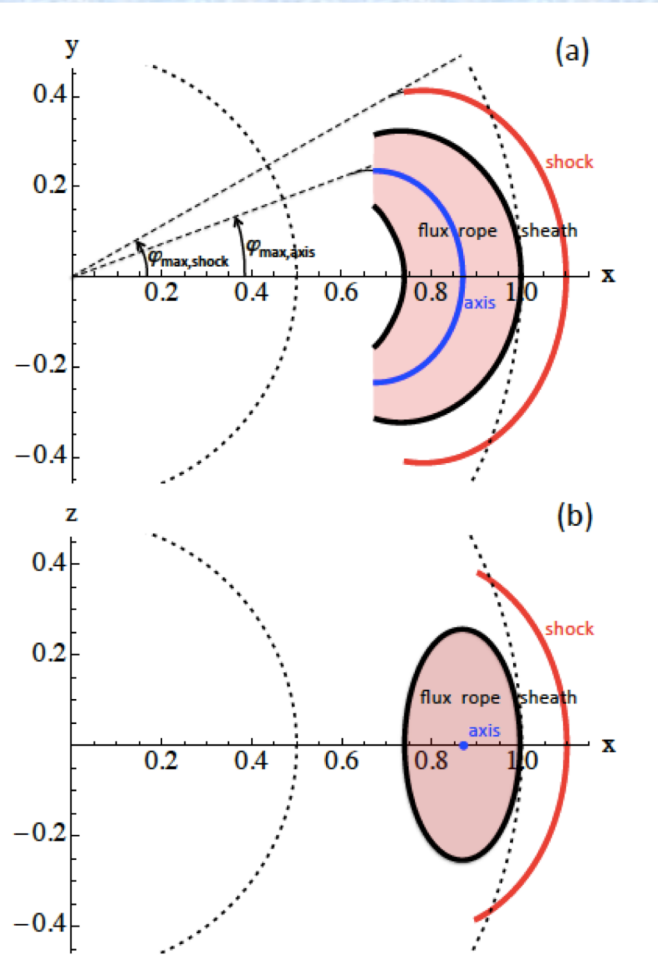 y
(a)
0.4
shock
0.2
flux rope sheath
φmax,shock
φmax,axis
x
0.2 0.4 0.6 0.8 1.0
axis
−0.2
−0.4
z
(b)
0.4
shock
0.2
flux rope sheath
axis
x
0.2 0.4 0.6 0.8 1.0
−0.2
−0.4